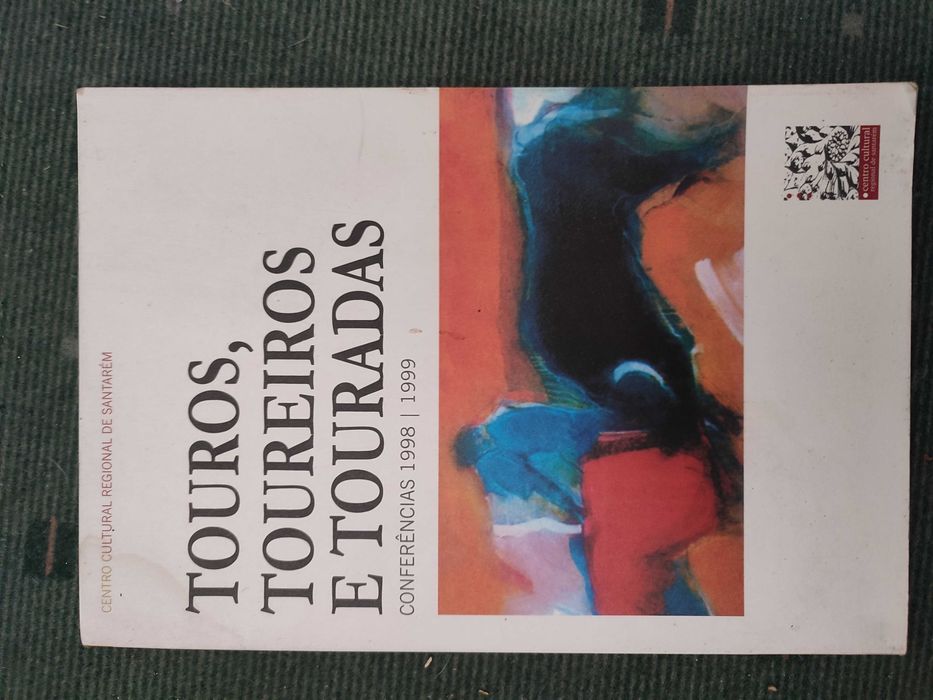 CENTRO CULTURAL REGIONAL DE SANTARÉM
TOUROS,
TOUREIROS
E TOURADAS
CONFERÊNCIAS 1998 | 1999
centro cultural
regional de santarém